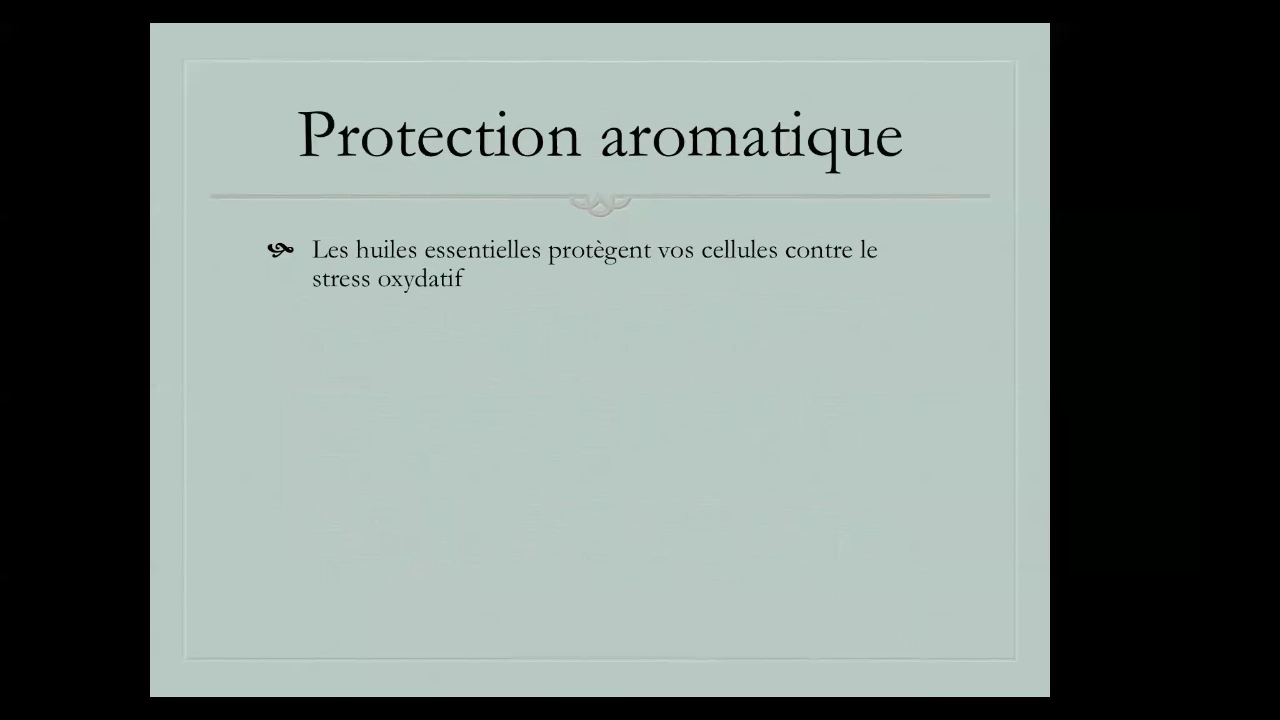 Protection aromatique
Les huiles essentielles protègent vos cellules contre le
stress oxydatif